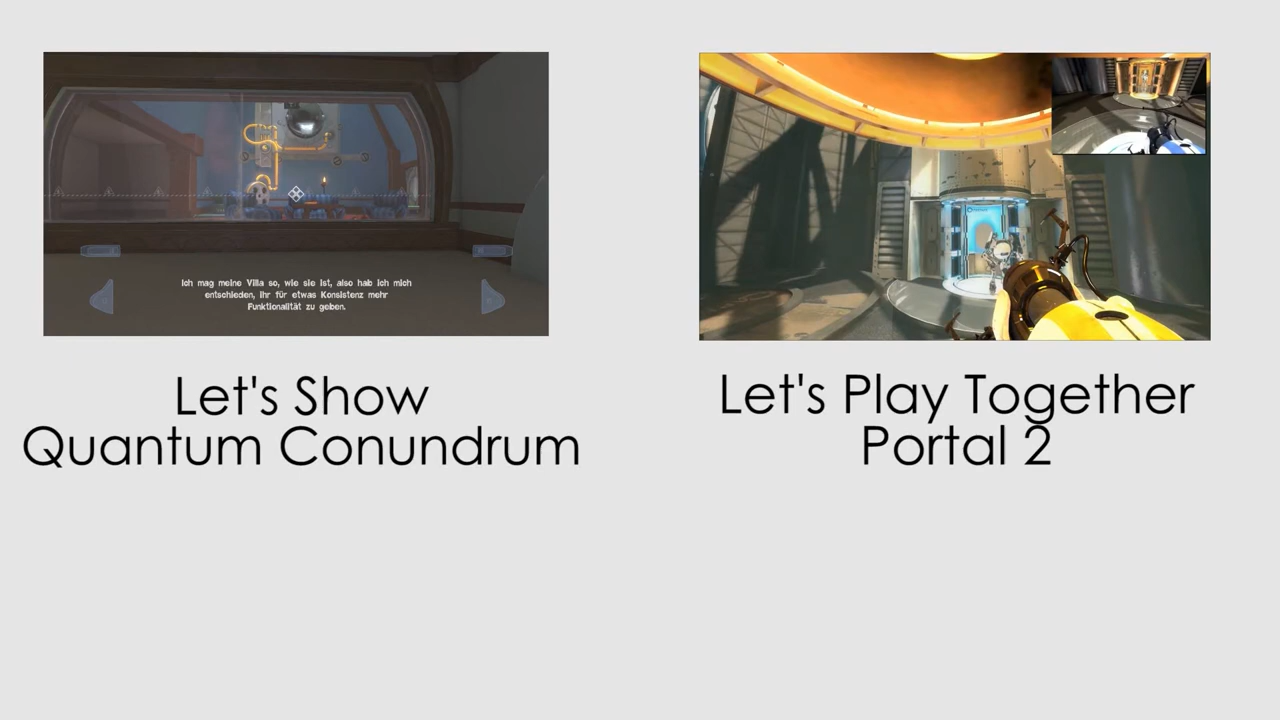 Ich mag meine Villa so, wie sie ist, also hab ich mich
entschieden, ihr für etwas Konsistenz mehr
Funktionalität zu geben.
Let's Show
Quantum Conundrum
Let's Play Together
Portal 2